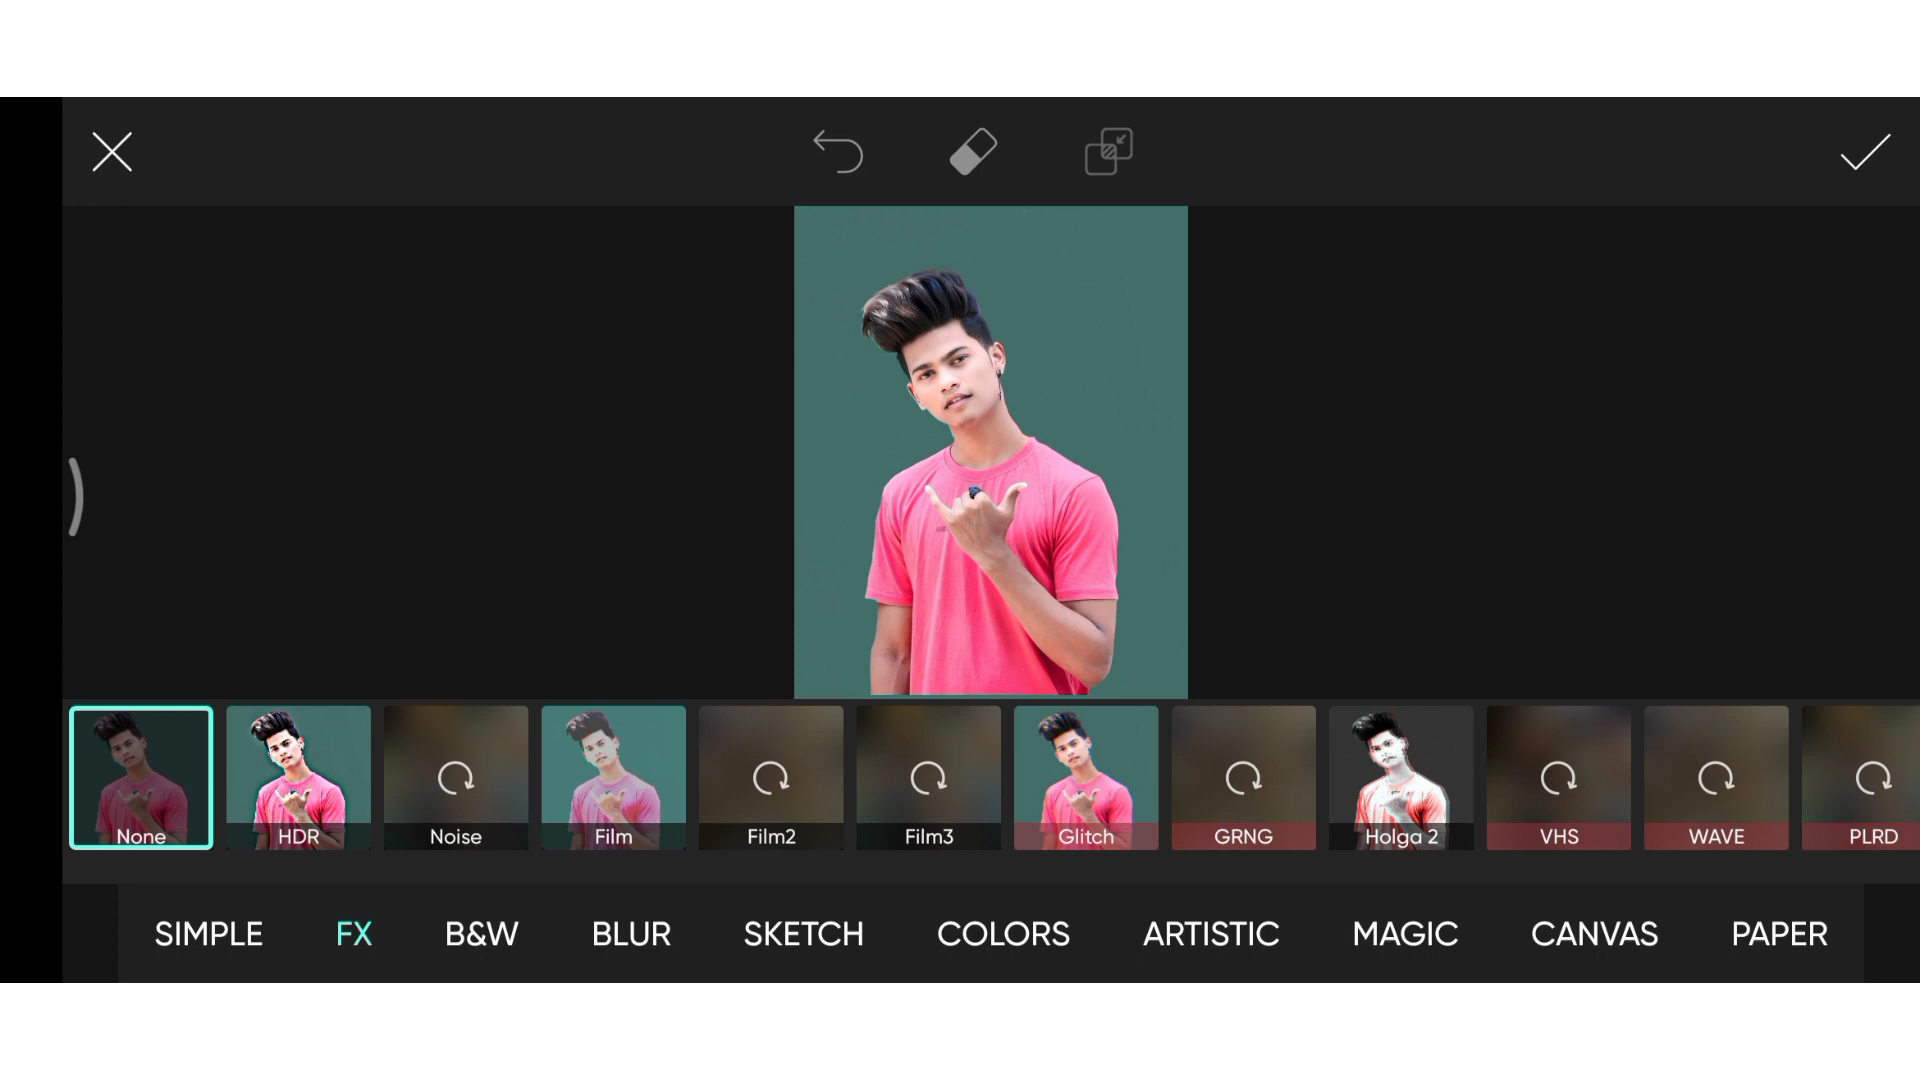 None HDR Noise Film Film2 Film3 Glitch GRNG Holga 2 VHS WAVE PLRD
SIMPLE FX B&W BLUR SKETCH COLORS ARTISTIC MAGIC CANVAS PAPER